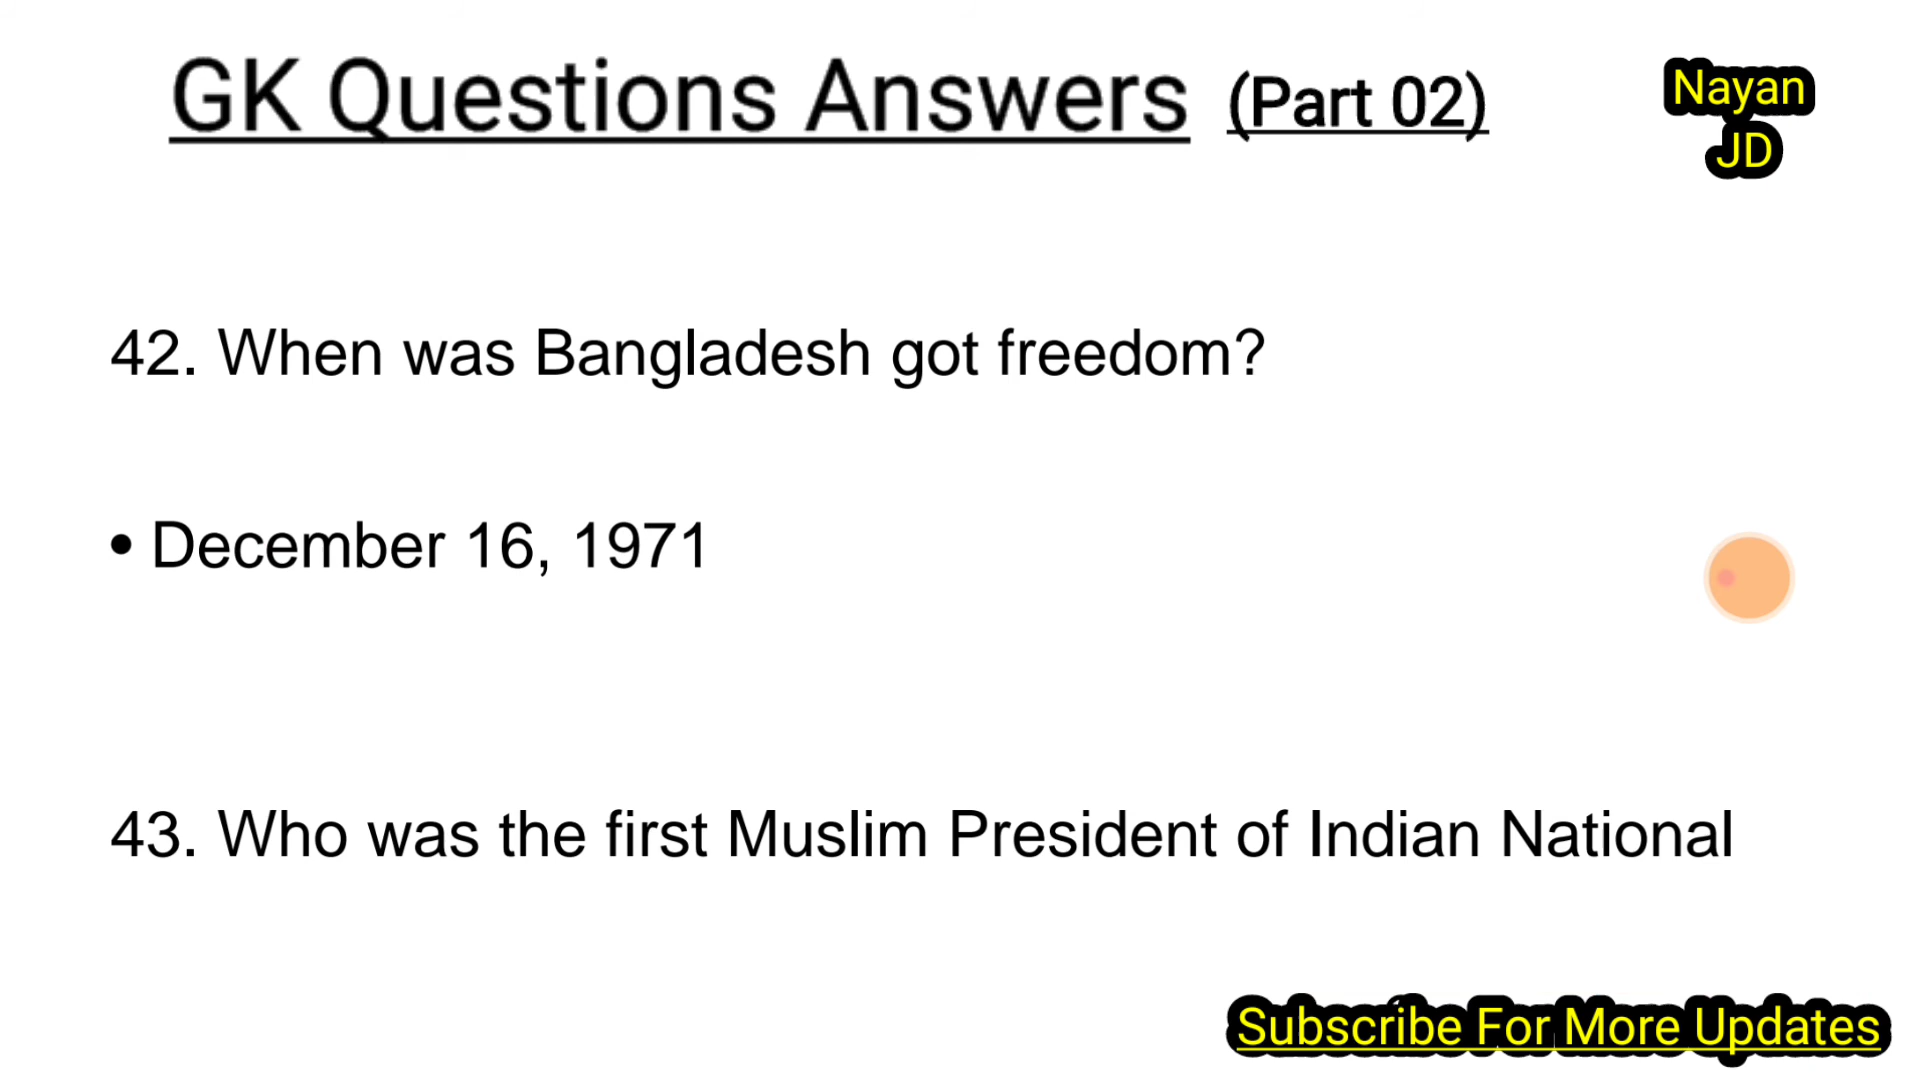 GK Questions Answers (Part 02)
Nayan
JD
42. When was Bangladesh got freedom?
• December 16, 1971
43. Who was the first Muslim President of Indian National
Subscribe For More Updates